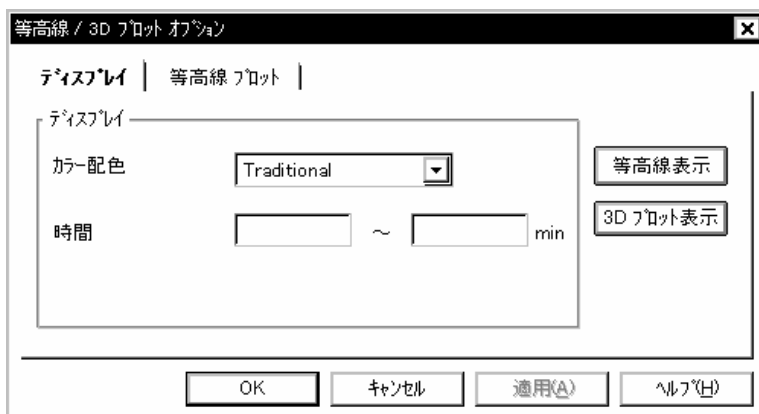 等高線 / 3D ﾌﾟﾛｯﾄ ｵﾌﾟｼｮﾝ
ﾃﾞｨｽﾌﾟﾚｲ 等高線 ﾌﾟﾛｯﾄ
ﾃﾞｨｽﾌﾟﾚｲ
ｶﾗｰ配色 Traditional 等高線表示
3D ﾌﾟﾛｯﾄ表示
時間 ～ min
OK ｷｬﾝｾﾙ 適用(A) ﾍﾙﾌﾟ(H)